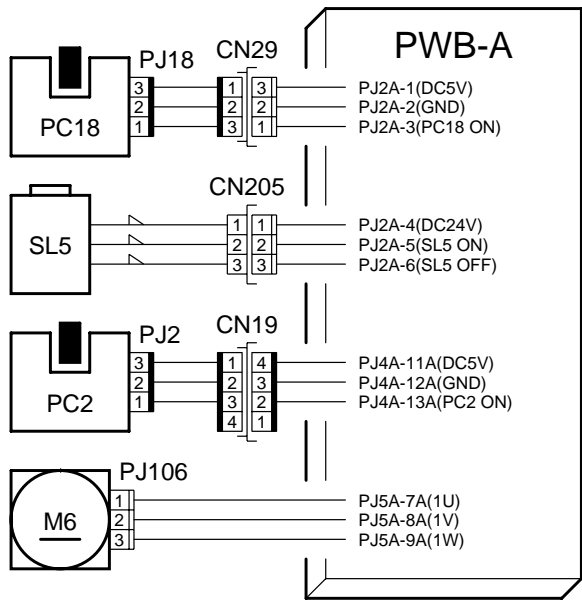 PWB-A
PJ18 CN29
PC18
3 1 3 PJ2A-1(DC5V)
2 2 2 PJ2A-2(GND)
1 3 1 PJ2A-3(PC18 ON)
CN205
SL5
1 1 PJ2A-4(DC24V)
2 2 PJ2A-5(SL5 ON)
3 3 PJ2A-6(SL5 OFF)
PJ2 CN19
PC2
3 1 4 PJ4A-11A(DC5V)
2 2 3 PJ4A-12A(GND)
1 3 2 PJ4A-13A(PC2 ON)
4 1
PJ106
M6
1 PJ5A-7A(1U)
2 PJ5A-8A(1V)
3 PJ5A-9A(1W)